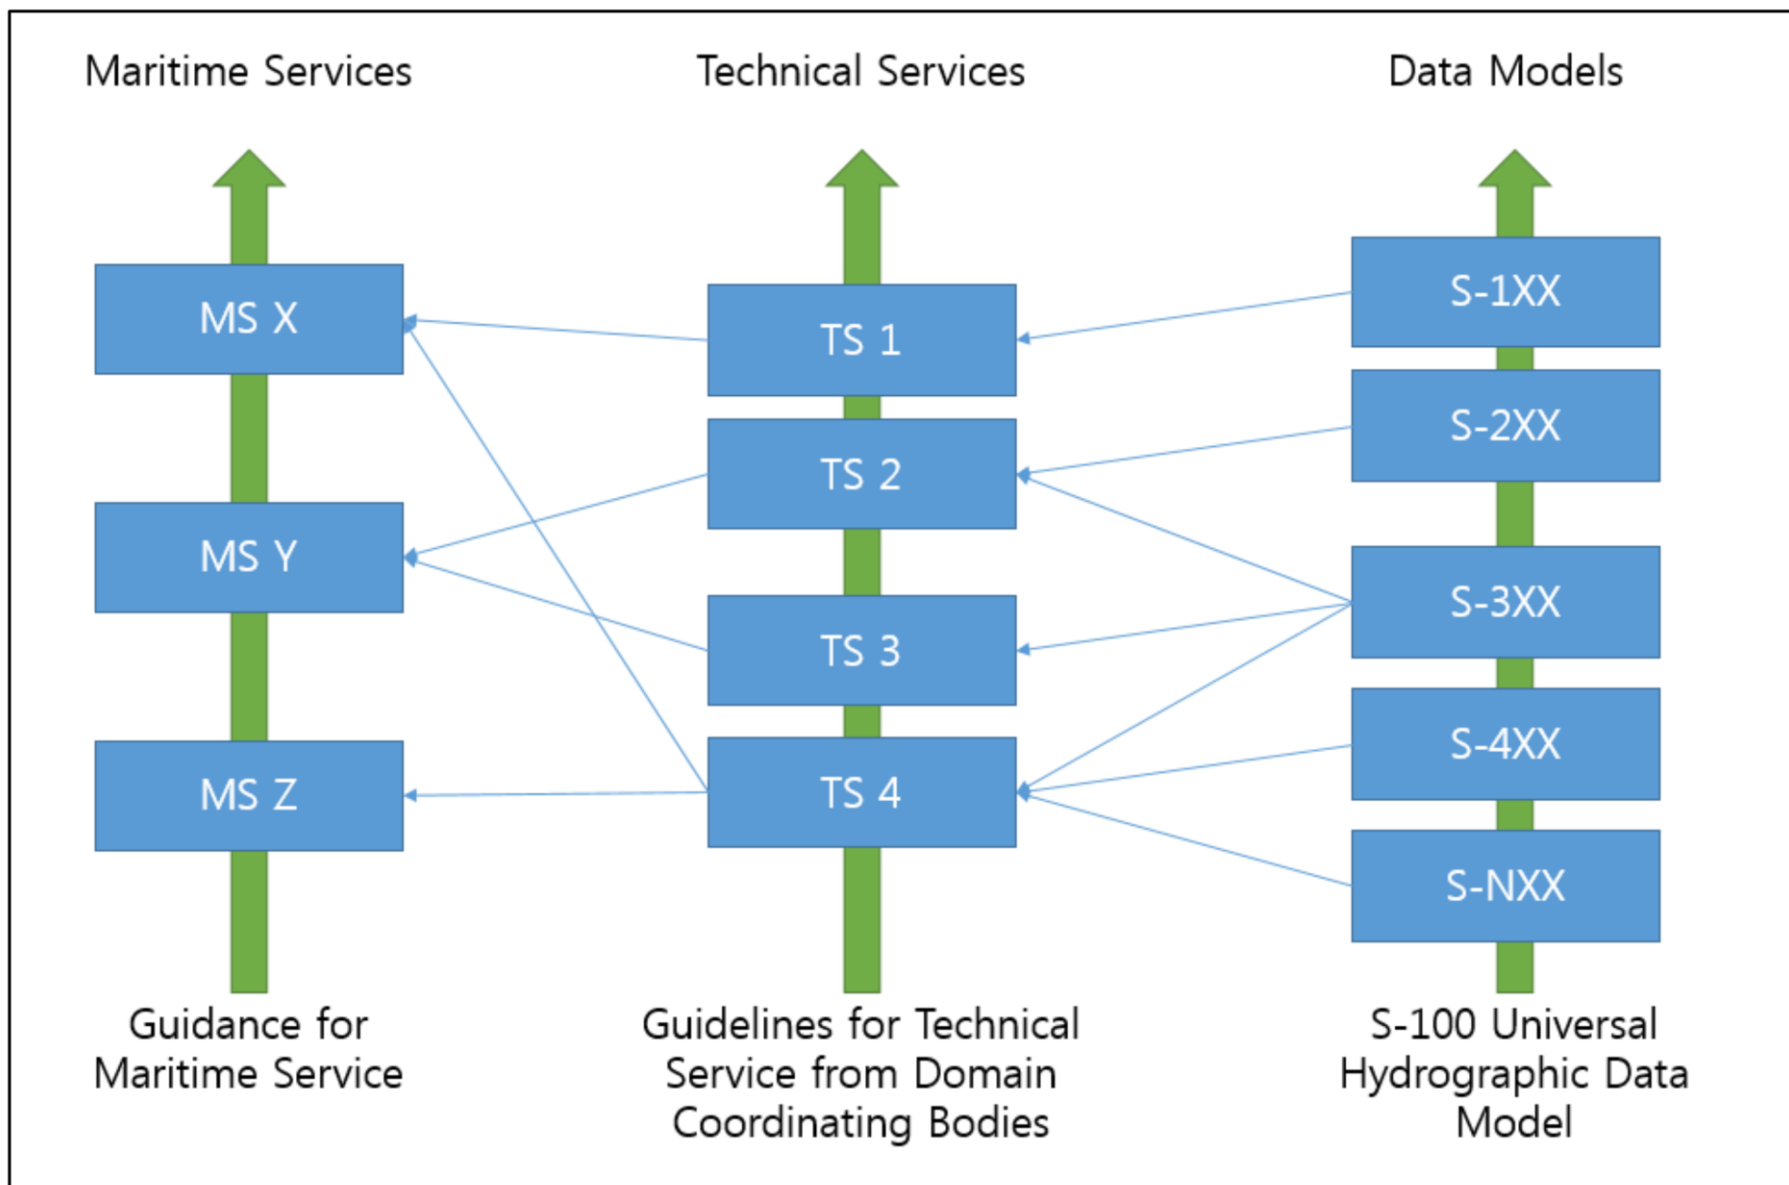 Maritime Services
Technical Services
Data Models
MS X
MS Y
MS Z
TS 1
TS 2
TS 3
TS 4
S-1XX
S-2XX
S-3XX
S-4XX
S-NXX
Guidance for
Maritime Service
Guidelines for Technical
Service from Domain
Coordinating Bodies
S-100 Universal
Hydrographic Data
Model